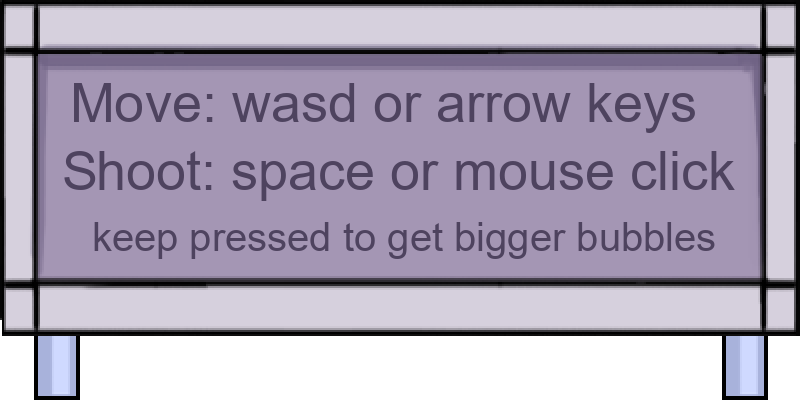 Move: wasd or arrow keys
Shoot: space or mouse click
keep pressed to get bigger bubbles